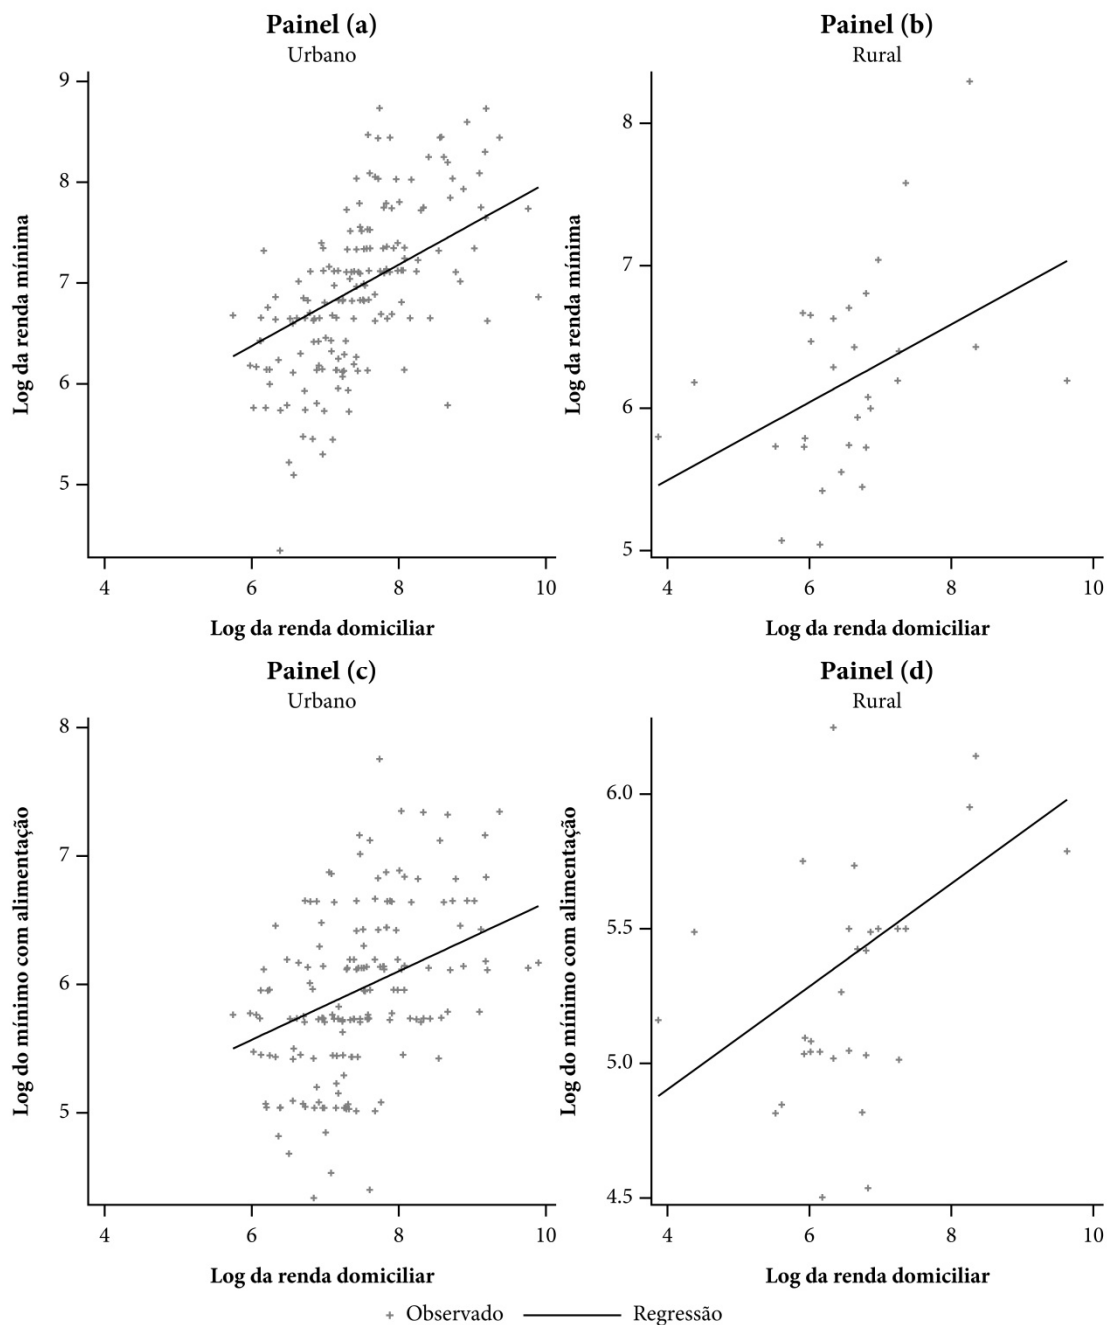 Painel (a)
Urbano
9
8
7
6
5
4
6
8
10
Log da renda mínima
Log da renda domiciliar
Painel (b)
Rural
8
7
6
5
4
6
8
10
Log da renda mínima
Log da renda domiciliar
Painel (c)
Urbano
8
7
6
5
4
6
8
10
Log do mínimo com alimentação
Log da renda domiciliar
Painel (d)
Rural
6.0
5.5
5.0
4.5
4
6
8
10
Log do mínimo com alimentação
Log da renda domiciliar
Observado
Regressão